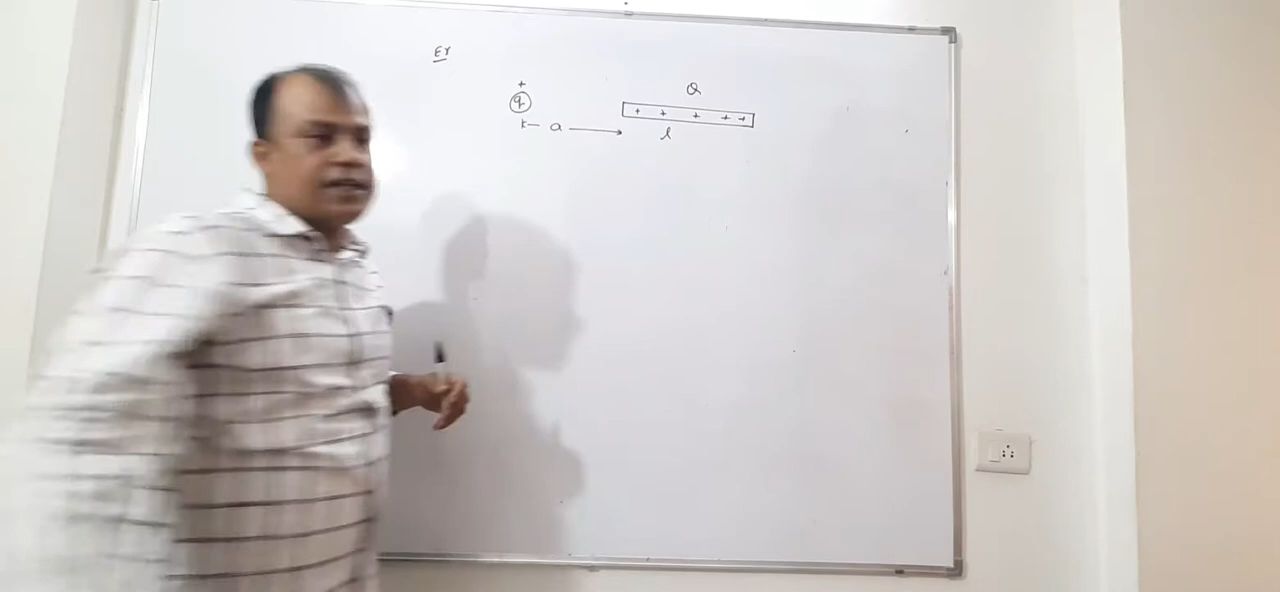 Ex
Q
+
q
+ + + + +
a
l